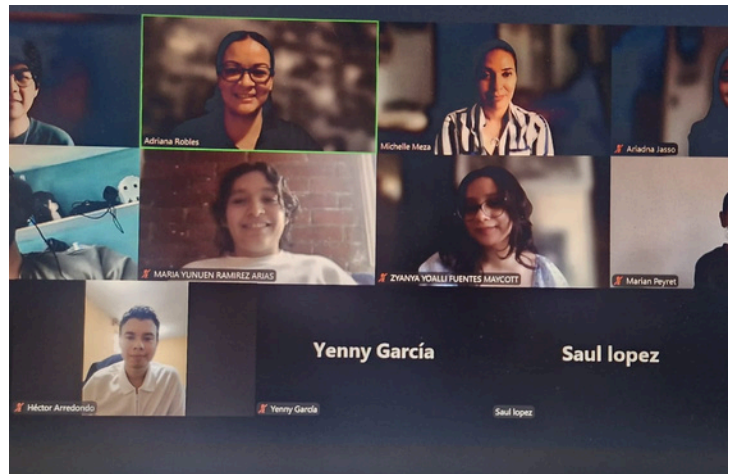 Adriana Robles
Michelle Meza
Ariadna Jasso
MARIA YUNUEN RAMIREZ ARIAS
ZYANYA YOALLI FUENTES MAYCOTT
Marian Peyret
Yenny García
Saul lopez
Héctor Arredondo
Yenny García
Saul lopez